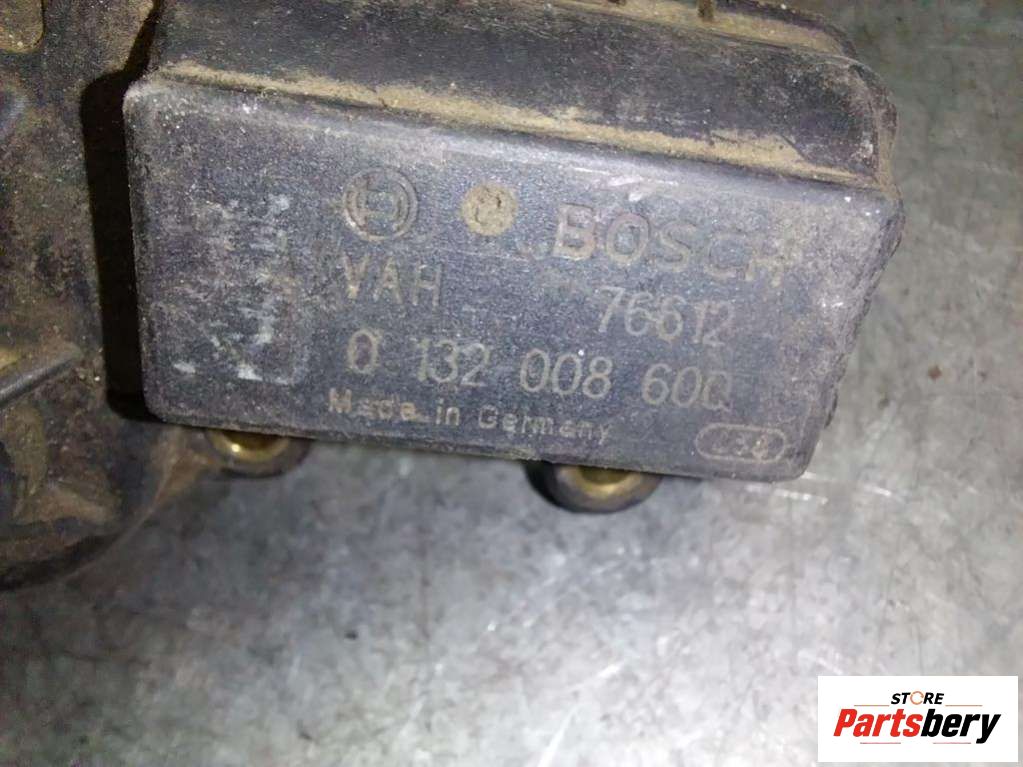 BOSCH
VAH 76612
0 132 008 600
Made in Germany
STORE
Partsbery